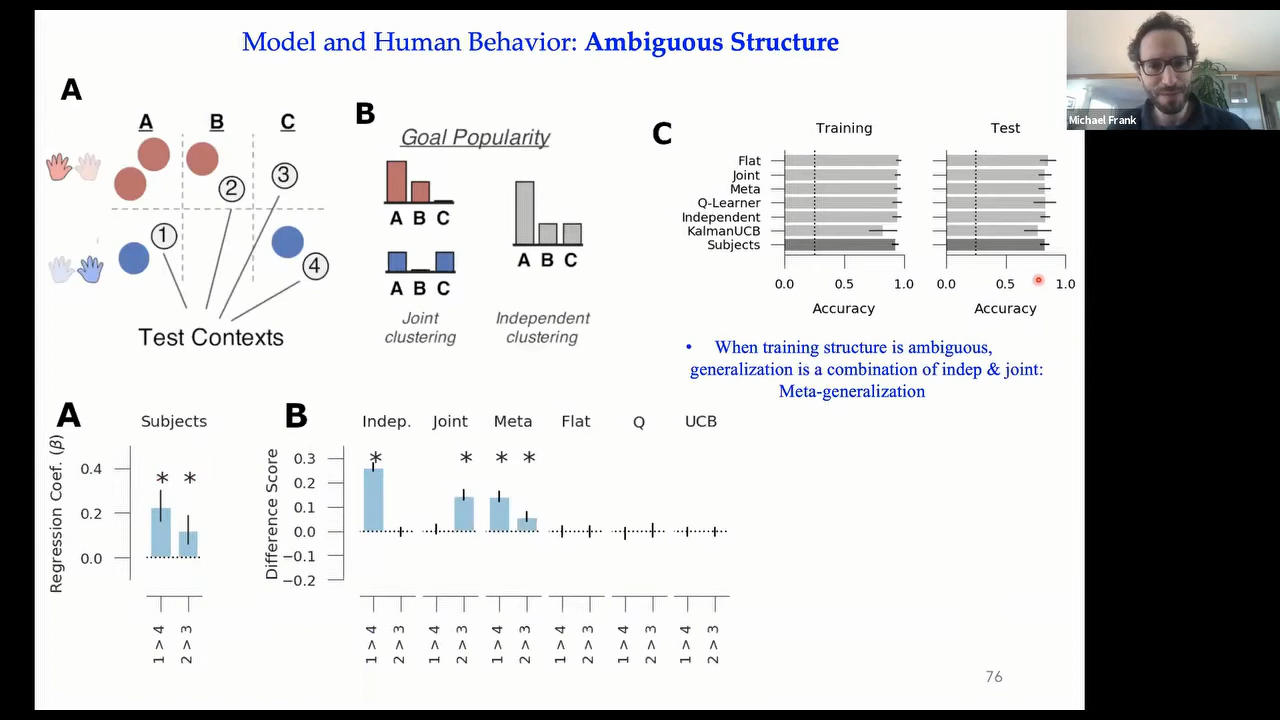 Model and Human Behavior: Ambiguous Structure
Michael Frank
A
A B C
1
2
3
4
Test Contexts
B
Goal Popularity
A B C
A B C
A B C
Joint
clustering
Independent
clustering
C
Training
Test
Flat
Joint
Meta
Q-Learner
Independent
KalmanUCB
Subjects
0.0 0.5 1.0
Accuracy
0.0 0.5 1.0
Accuracy
• When training structure is ambiguous,
generalization is a combination of indep & joint:
Meta-generalization
A
Subjects
Regression Coef. (β)
0.4
0.2
0.0
* *
1 > 4
2 > 3
B
Indep. Joint Meta Flat Q UCB
Difference Score
0.3
0.2
0.1
0.0
−0.1
−0.2
* * * *
1 > 4
2 > 3
1 > 4
2 > 3
1 > 4
2 > 3
1 > 4
2 > 3
1 > 4
2 > 3
1 > 4
2 > 3
76